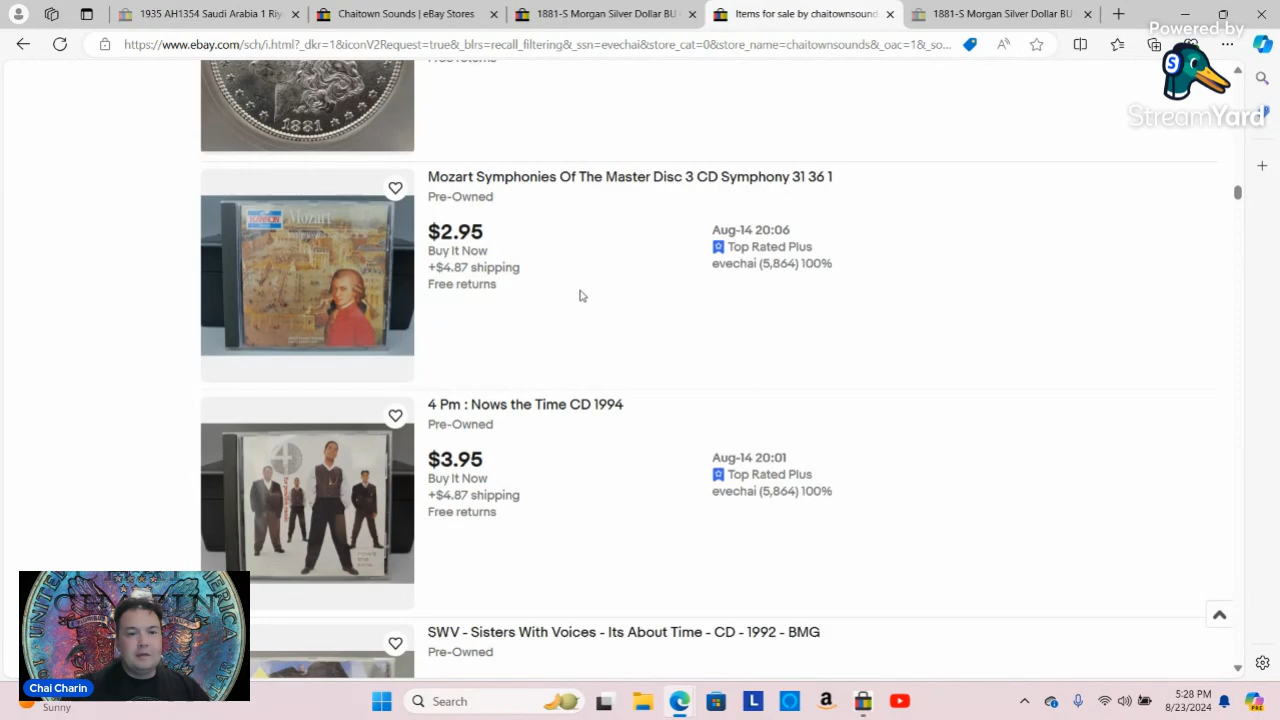 1935 AH1354 Saudi Riyal | Riy
Chaitown Sounds | eBay Stores
1881-S Morgan Silver Dollar BU
Items for sale by chaitownsound
1881-S Morgan Silver Dollar BU
Powered by
https://www.ebay.com/sch/i.html?_dkr=1&iconV2Request=true&_blrs=recall_filtering&_ssn=evechai&store_cat=0&store_name=chaitownsounds&_oac=1&_so...
StreamYard
Free returns
1881
Mozart Symphonies Of The Master Disc 3 CD Symphony 31 36 1
Pre-Owned
Mozart
$2.95
Buy It Now
+$4.87 shipping
Free returns
Aug-14 20:06
Top Rated Plus
evechai (5,864) 100%
4 Pm : Nows the Time CD 1994
Pre-Owned
$3.95
Buy It Now
+$4.87 shipping
Free returns
Aug-14 20:01
Top Rated Plus
evechai (5,864) 100%
SWV - Sisters With Voices - Its About Time - CD - 1992 - BMG
Pre-Owned
Chai Charin
Sunny
Search
5:28 PM
8/23/2024